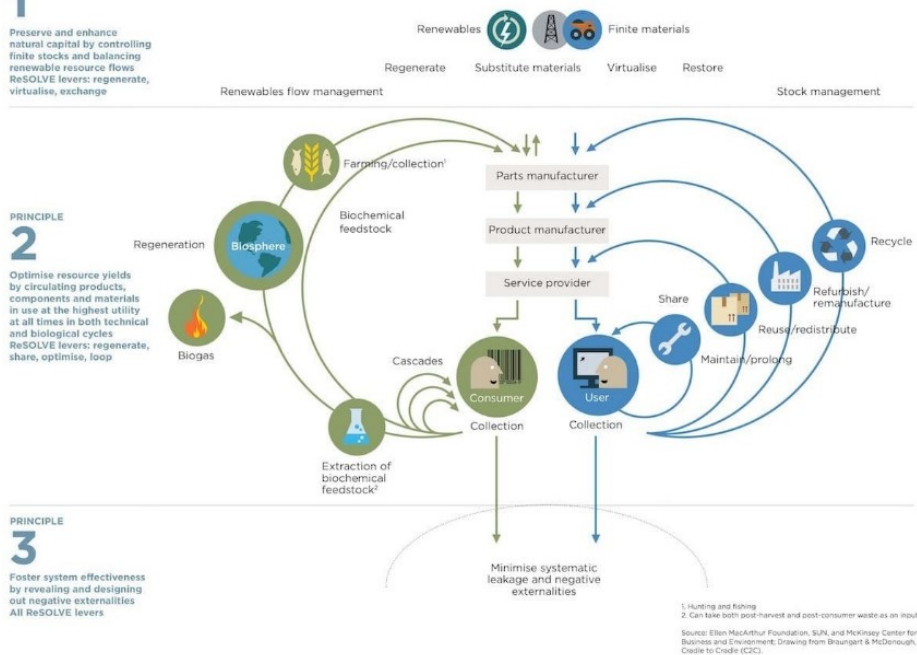 1
Preserve and enhance
natural capital by controlling
finite stocks and balancing
renewable resource flows
ReSOLVE levers: regenerate,
virtualise, exchange
Renewables
Finite materials
Regenerate
Substitute materials
Virtualise
Restore
Renewables flow management
Stock management
PRINCIPLE
2
Optimise resource yields
by circulating products,
components and materials
in use at the highest utility
at all times in both technical
and biological cycles
ReSOLVE levers: regenerate,
share, optimise, loop
Farming/collection¹
Biochemical
feedstock
Regeneration
Biosphere
Biogas
Cascades
Extraction of
biochemical
feedstock²
Parts manufacturer
Product manufacturer
Service provider
Consumer
Collection
User
Collection
Share
Maintain/prolong
Reuse/redistribute
Refurbish/
remanufacture
Recycle
PRINCIPLE
3
Foster system effectiveness
by revealing and designing
out negative externalities
All ReSOLVE levers
Minimise systematic
leakage and negative
externalities
1. Hunting and fishing
2. Can take both post-harvest and post-consumer waste as an input
Source: Ellen MacArthur Foundation, SUN, and McKinsey Center for
Business and Environment; Drawing from Braungart & McDonough,
Cradle to Cradle (C2C).